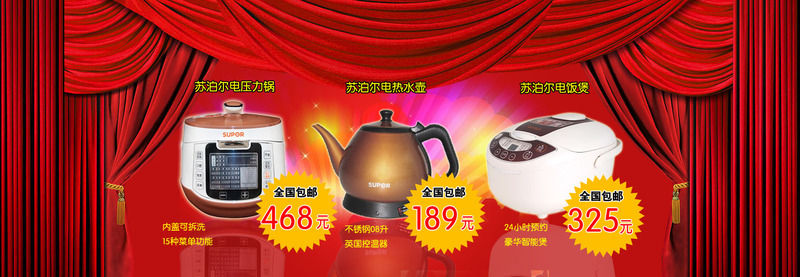 苏泊尔电压力锅
苏泊尔电热水壶
苏泊尔电饭煲
SUPOR
SUPOR
全国包邮
468元
全国包邮
189元
全国包邮
325元
内盖可拆洗
15种菜单功能
不锈钢08升
英国控温器
24小时预约
豪华智能煲